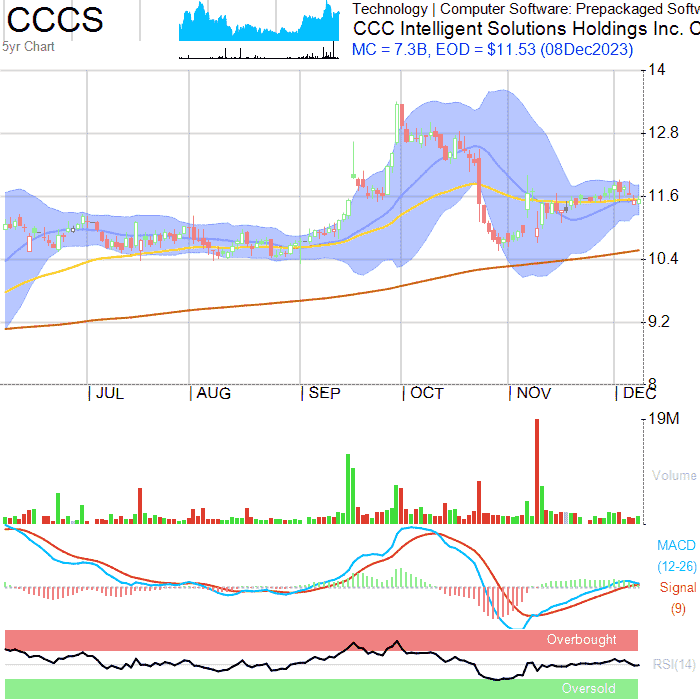 CCCS
5yr Chart
Technology | Computer Software: Prepackaged Softw
CCC Intelligent Solutions Holdings Inc. C
MC = 7.3B, EOD = $11.53 (08Dec2023)
14
12.8
11.6
10.4
9.2
8
JUL AUG SEP OCT NOV DEC
19M
Volume
MACD
(12-26)
Signal
(9)
Overbought
RSI(14)
Oversold